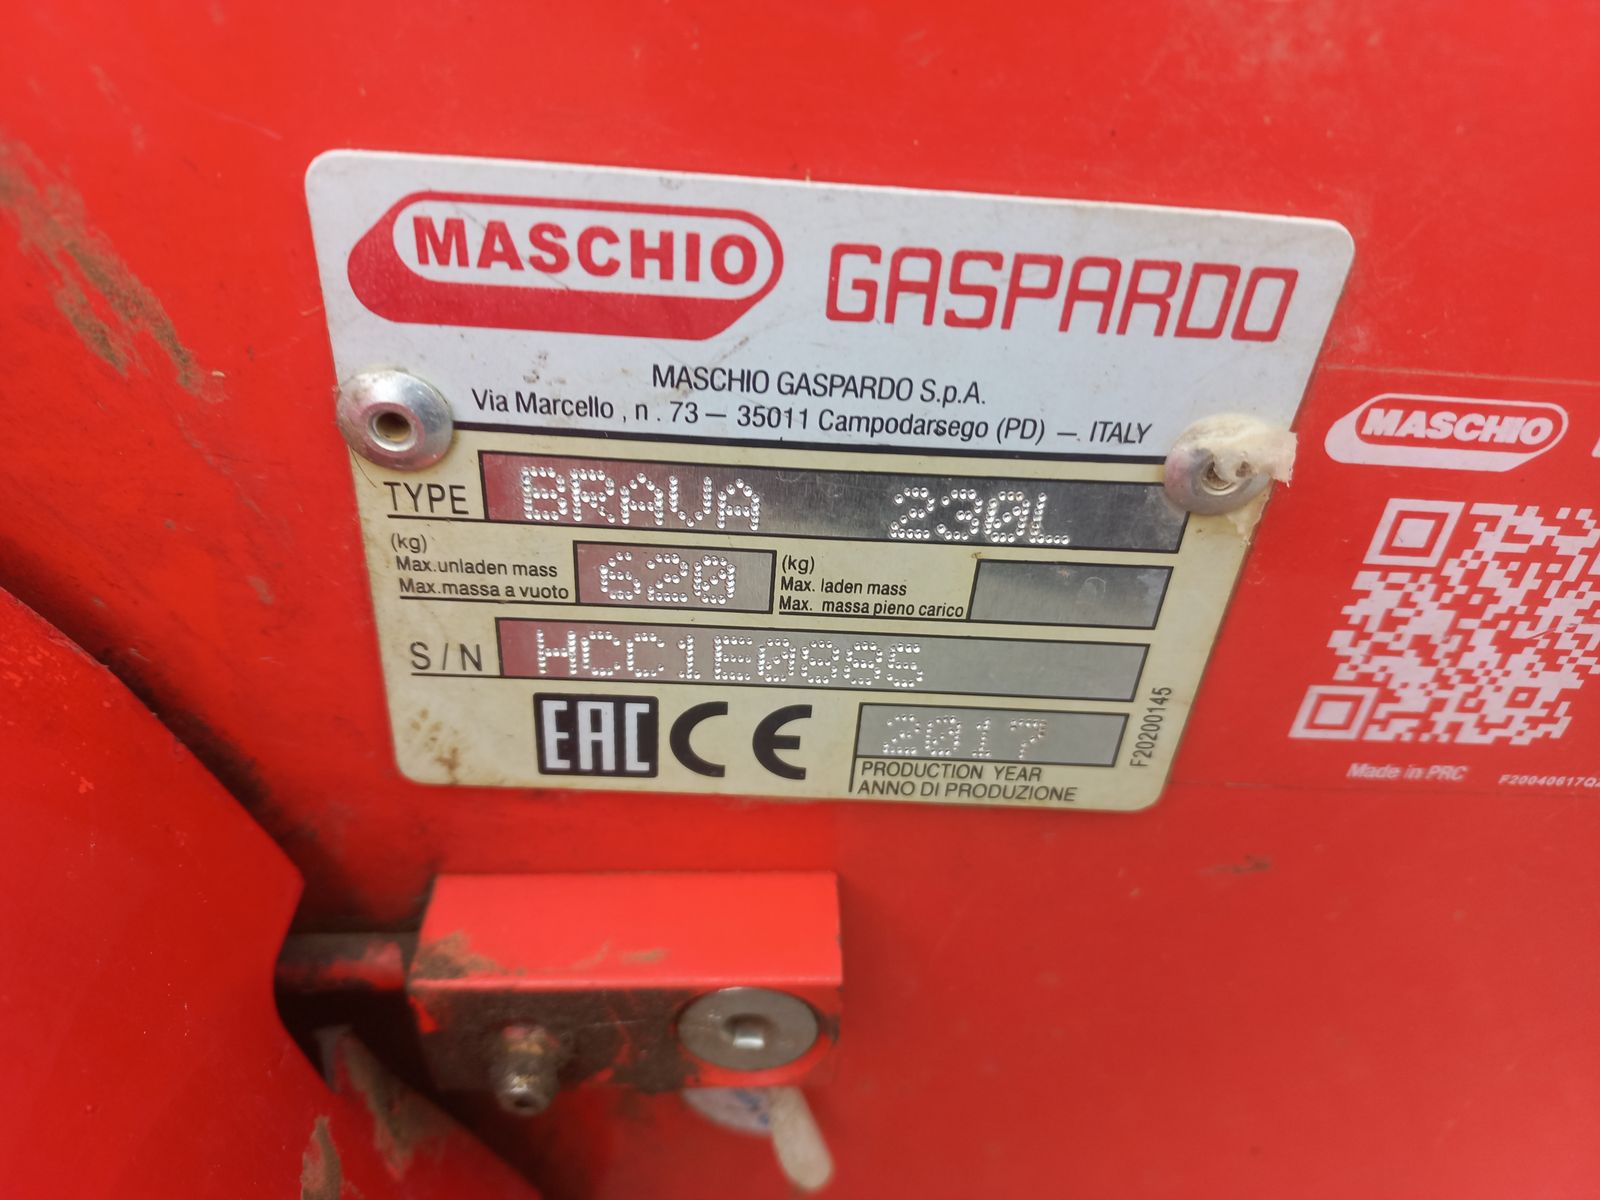 MASCHIO GASPARDO
MASCHIO GASPARDO S.p.A.
Via Marcello , n . 73 – 35011 Campodarsego (PD) – ITALY
TYPE BRAVA 230L
(kg)
Max.unladen mass
Max.massa a vuoto
620
(kg)
Max. laden mass
Max. massa pieno carico
S/N HCC1E0886
EAC CE
2017
PRODUCTION YEAR
ANNO DI PRODUZIONE
F20200145
MASCHIO
Made in PRC